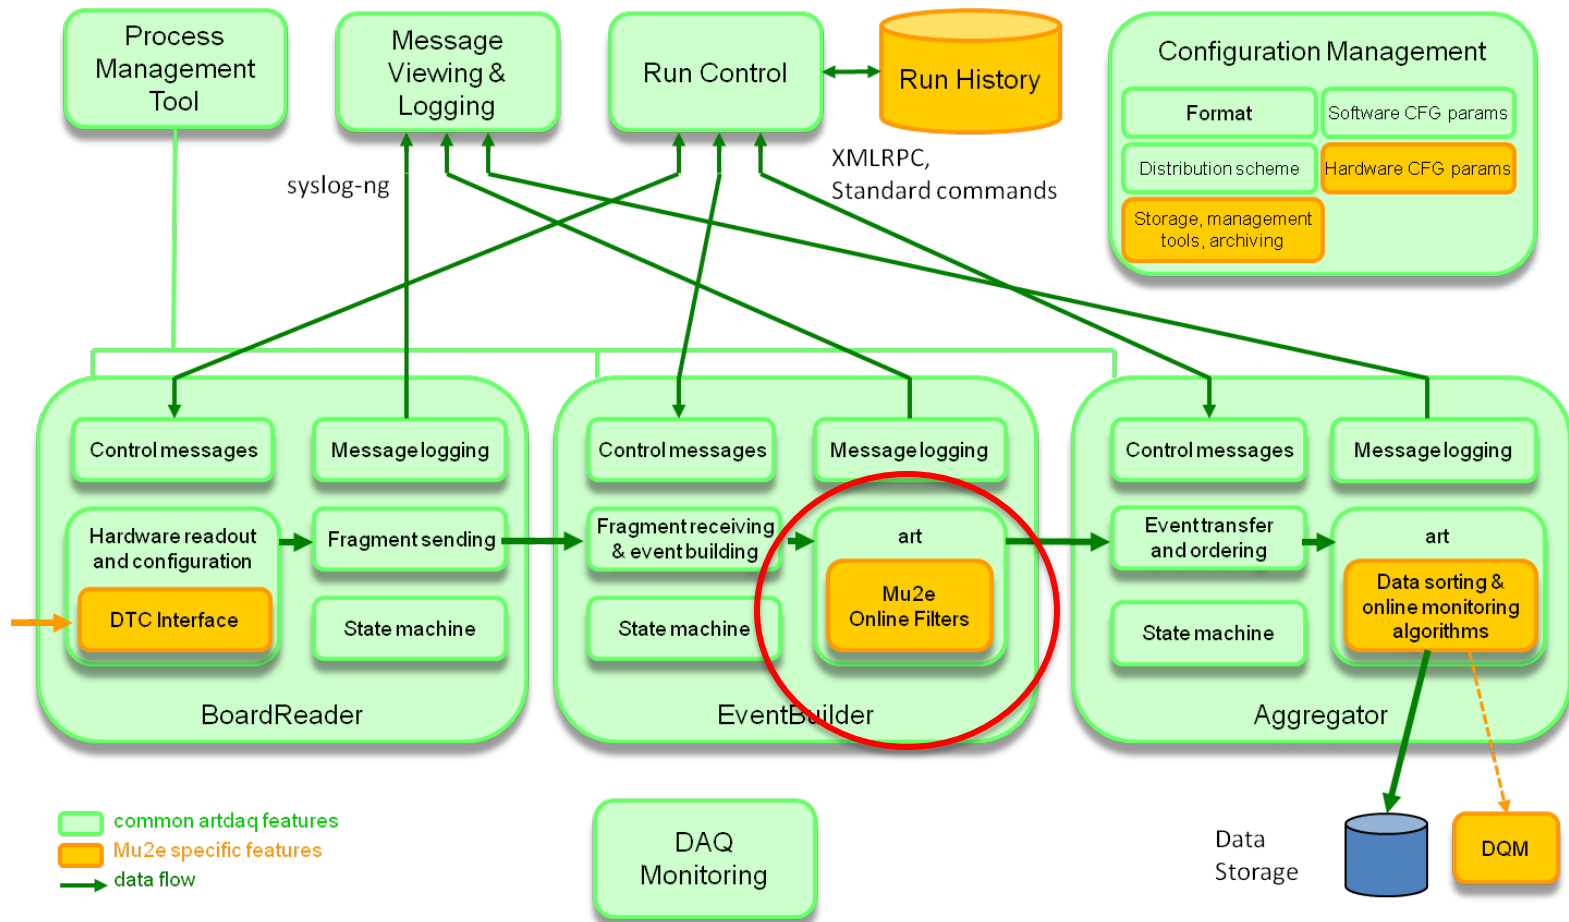 Process
Management
Tool
Message
Viewing &
Logging
Run Control
Run History
Configuration Management
Format
Software CFG params
Distribution scheme
Hardware CFG params
Storage, management
tools, archiving
syslog-ng
XMLRPC,
Standard commands
Control messages
Message logging
Hardware readout
and configuration
Fragment sending
DTC Interface
State machine
BoardReader
Control messages
Message logging
Fragment receiving
& event building
art
Mu2e
Online Filters
State machine
EventBuilder
Control messages
Message logging
Event transfer
and ordering
art
Data sorting &
online monitoring
algorithms
State machine
Aggregator
common artdaq features
Mu2e specific features
data flow
DAQ
Monitoring
Data
Storage
DQM